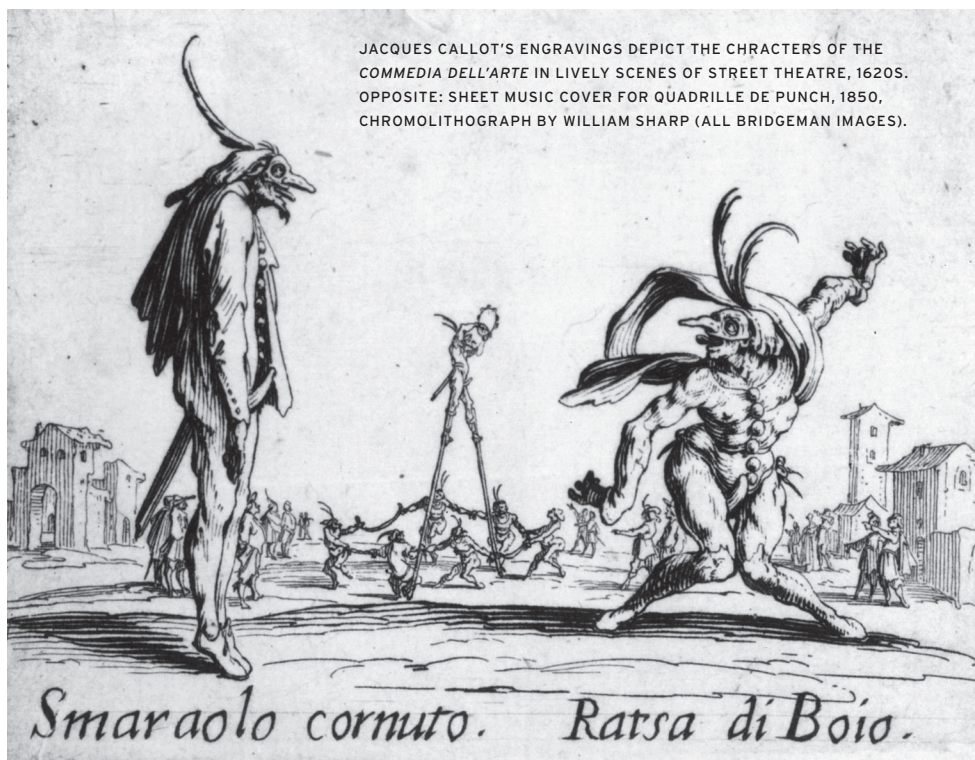 JACQUES CALLOT'S ENGRAVINGS DEPICT THE CHRACTERS OF THE
COMMEDIA DELL'ARTE IN LIVELY SCENES OF STREET THEATRE, 1620S.
OPPOSITE: SHEET MUSIC COVER FOR QUADRILLE DE PUNCH, 1850,
CHROMOLITHOGRAPH BY WILLIAM SHARP (ALL BRIDGEMAN IMAGES).
Smaraolo cornuto. Ratsa di Boio.